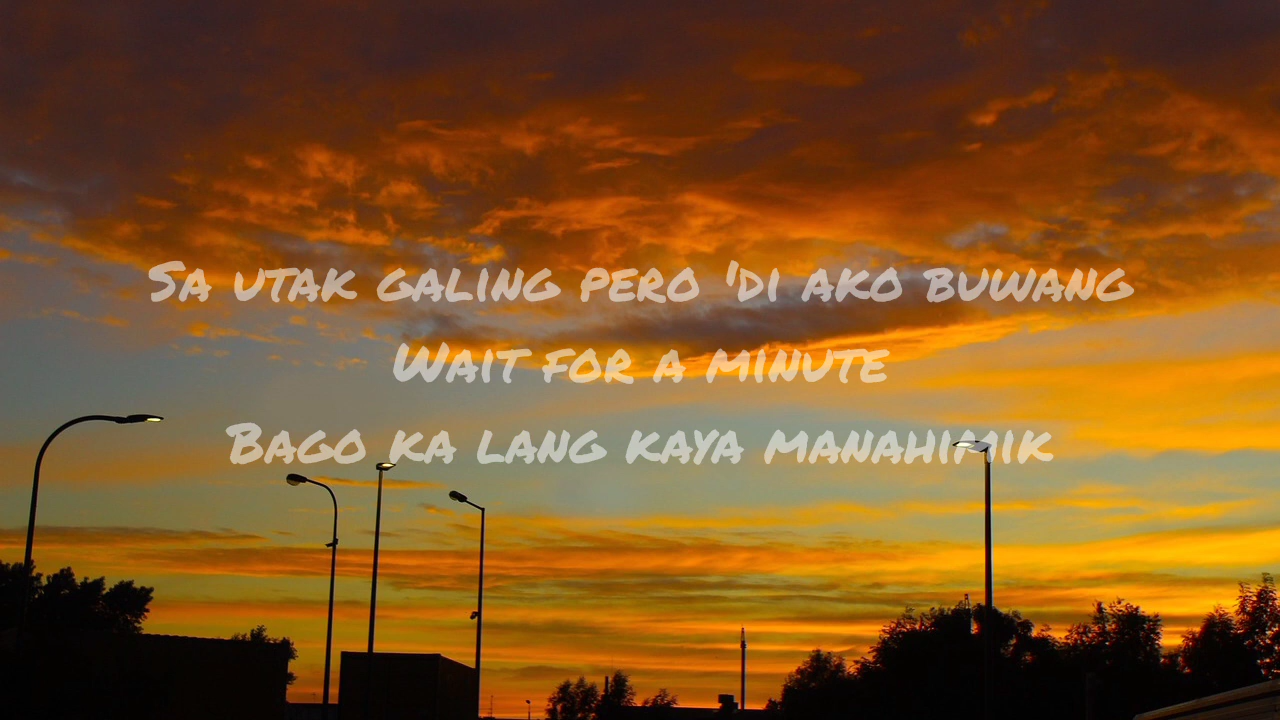 Sa utak galing pero 'di ako buwang
Wait for a minute
Bago ka lang kaya manahimik